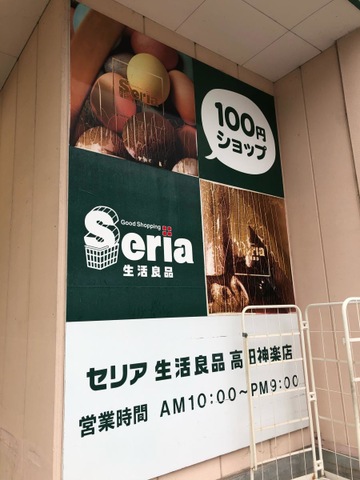 Seria
100円
ショップ
Good Shopping
Seria
生活良品
Seria
セリア 生活良品 高田神楽店
営業時間 AM10:00～PM9:00